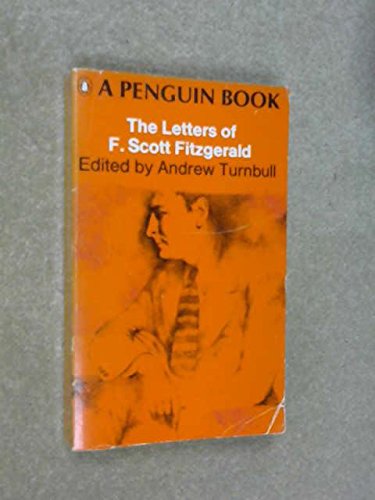 A PENGUIN BOOK
The Letters of
F. Scott Fitzgerald
Edited by Andrew Turnbull